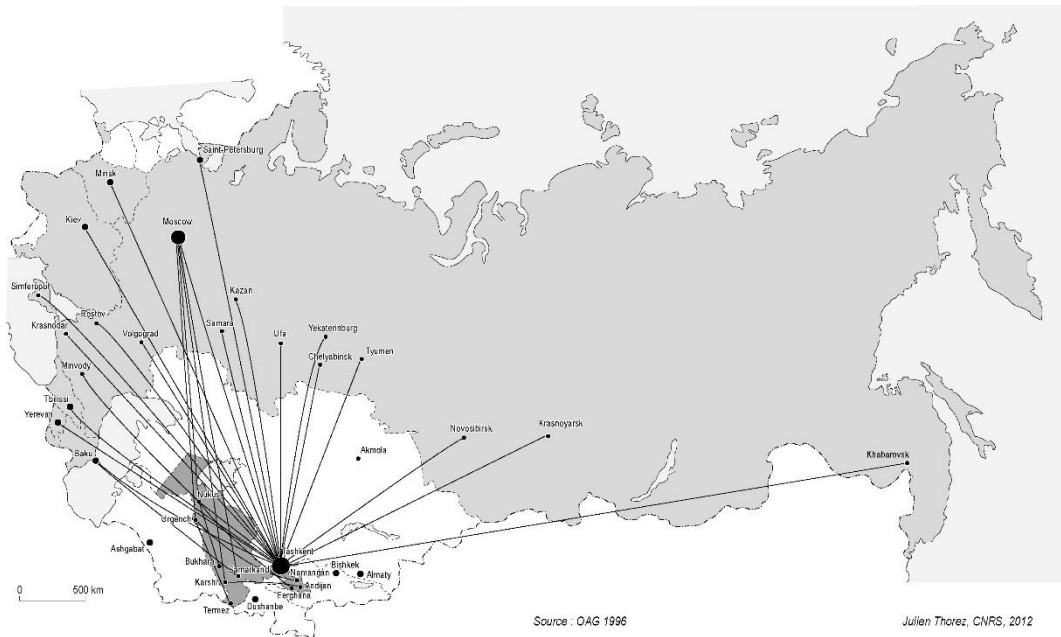 Saint-Petersburg
Minsk
Kiev
Moscow
Simferopol
Kazan
Krasnodar
Rostov
Volgograd
Samara
Ufa
Yekaterinburg
Chelyabinsk
Tyumen
Minvody
Tbilissi
Yerevan
Baku
Novosibirsk
Krasnoyarsk
Akmola
Khabarovsk
Nukus
Urgench
Ashgabat
Tashkent
Bukhara
Samarkand
Namangan
Bishkek
Almaty
Karshi
Andijan
Ferghana
Termez
Dushanbe
0 500 km
Source : OAG 1996
Julien Thorez, CNRS, 2012